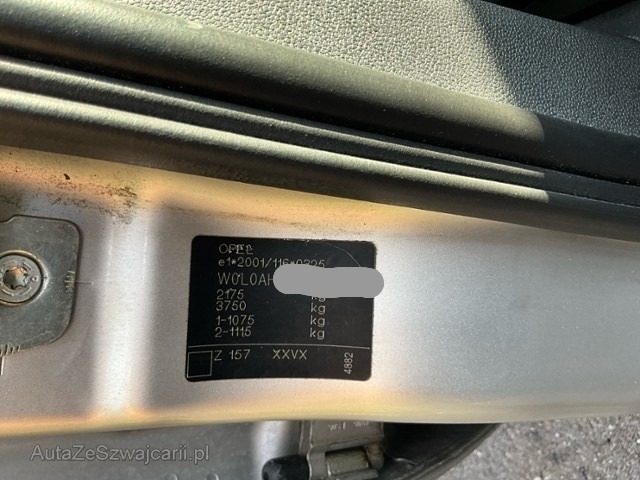 OPEL
e1*2001/116*0325
W0L0AH
2175 kg
3750 kg
1-1075 kg
2-1115 kg
Z 157 XXVX
4882
AutaZeSzwajcarii.pl